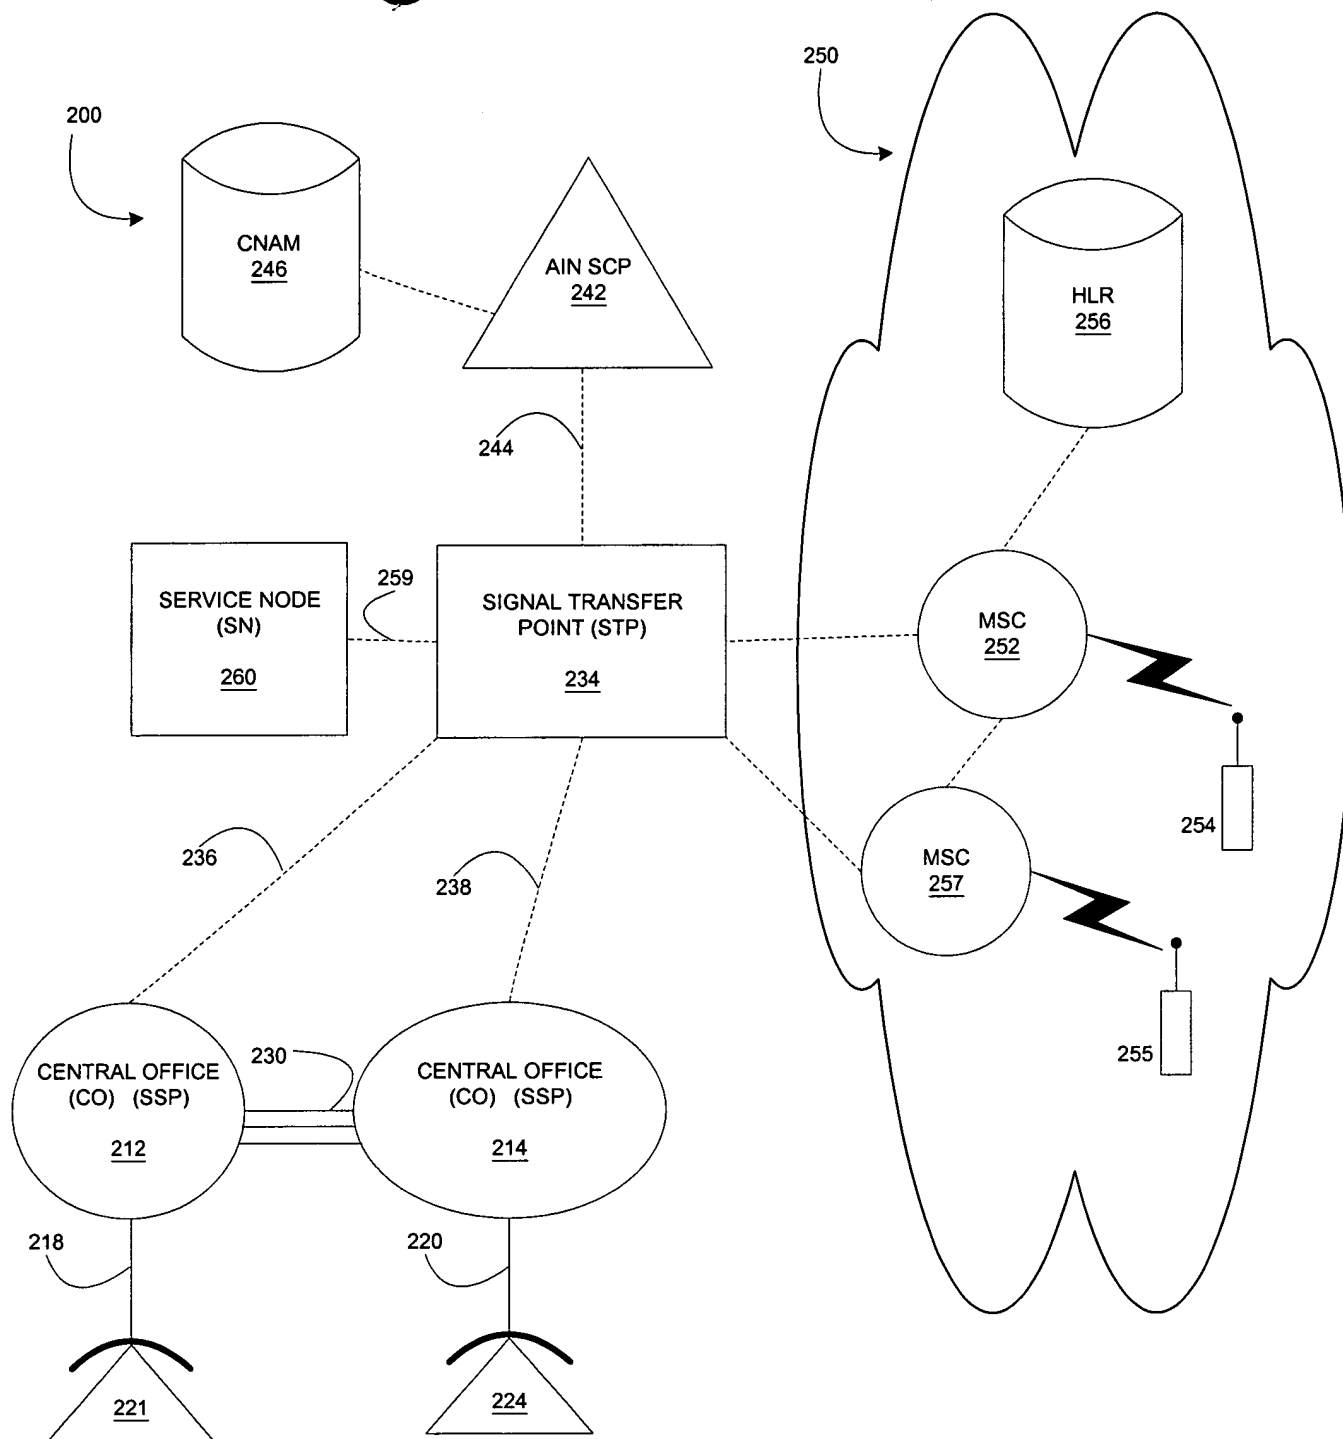 250
200
CNAM
246
AIN SCP
242
HLR
256
244
259
SERVICE NODE
(SN)
260
SIGNAL TRANSFER
POINT (STP)
234
MSC
252
254
236
238
MSC
257
255
230
CENTRAL OFFICE
(CO) (SSP)
212
CENTRAL OFFICE
(CO) (SSP)
214
218
220
221
224